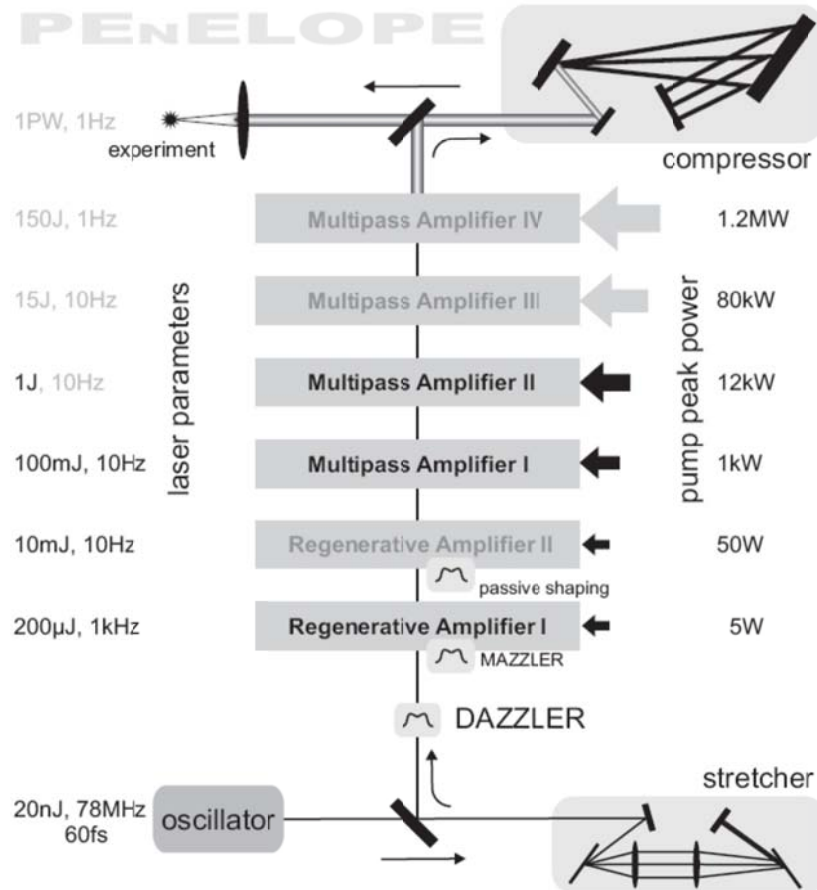 PEnELOPE
1PW, 1Hz
experiment
compressor
150J, 1Hz
Multipass Amplifier IV
1.2MW
15J, 10Hz
Multipass Amplifier III
80kW
laser parameters
pump peak power
1J, 10Hz
Multipass Amplifier II
12kW
100mJ, 10Hz
Multipass Amplifier I
1kW
10mJ, 10Hz
Regenerative Amplifier II
50W
passive shaping
200µJ, 1kHz
Regenerative Amplifier I
5W
MAZZLER
DAZZLER
stretcher
20nJ, 78MHz
60fs
oscillator